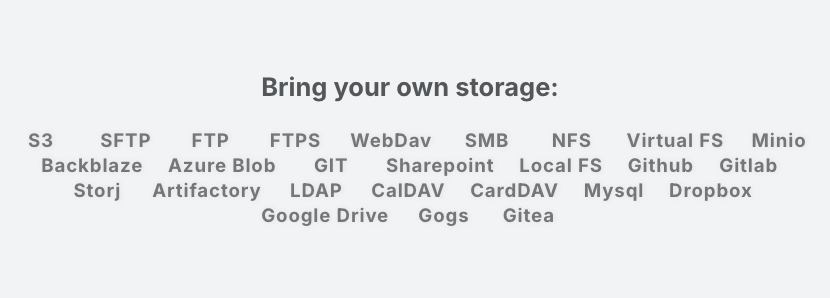 Bring your own storage:
S3 SFTP FTP FTPS WebDav SMB NFS Virtual FS Minio
Backblaze Azure Blob GIT Sharepoint Local FS Github Gitlab
Storj Artifactory LDAP CalDAV CardDAV Mysql Dropbox
Google Drive Gogs Gitea